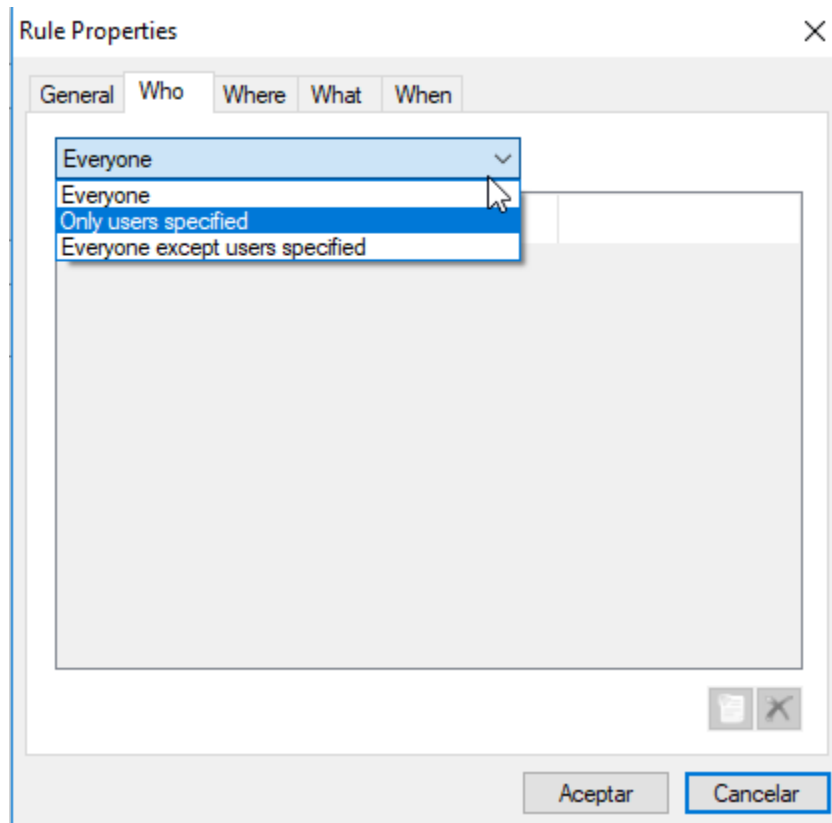 Rule Properties
General Who Where What When
Everyone
Everyone
Only users specified
Everyone except users specified
Aceptar Cancelar